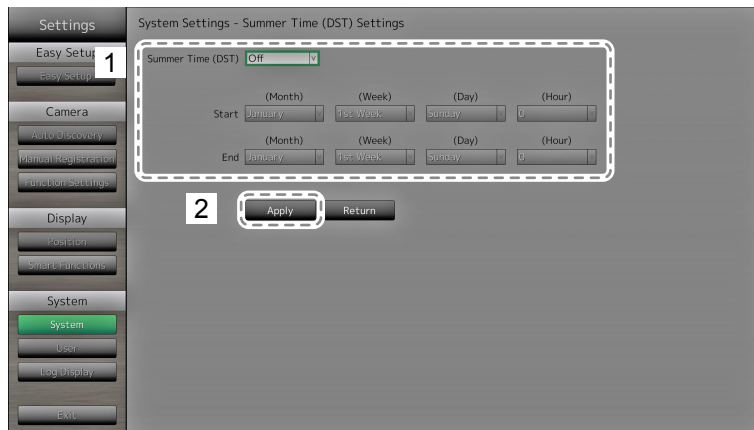 Settings
System Settings - Summer Time (DST) Settings
Easy Setup
1
Easy Setup
Summer Time (DST) Off
(Month) (Week) (Day) (Hour)
Start January 1st Week Sunday 0
(Month) (Week) (Day) (Hour)
End January 1st Week Sunday 0
Camera
Auto Discovery
Manual Registration
Function Settings
2
Apply Return
Display
Position
Smart Functions
System
System
User
Log Display
Exit